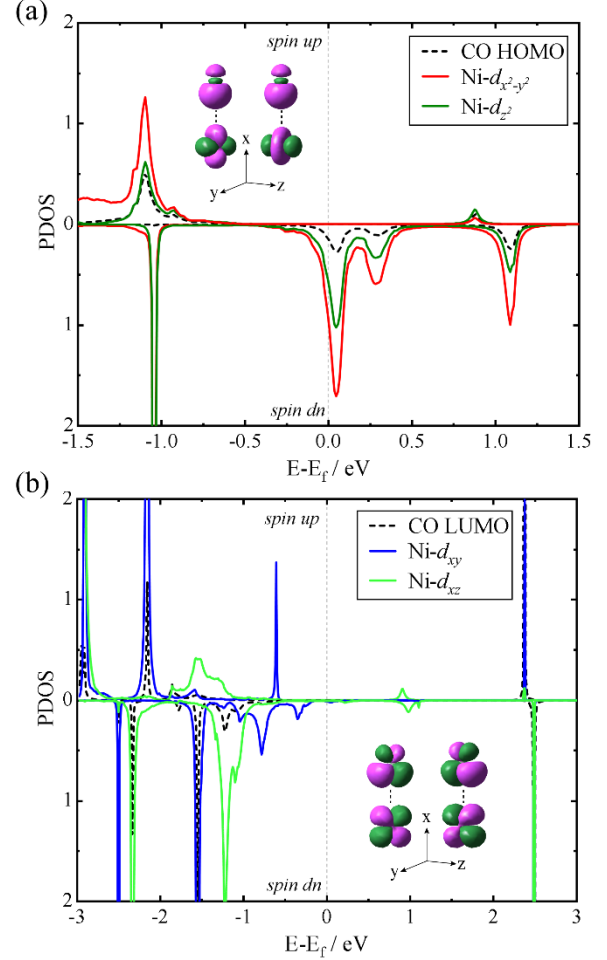 (a)
2
spin up
CO HOMO
Ni-dx²-y²
Ni-dz²
1
x
y
z
PDOS
0
1
spin dn
2
-1.5
-1.0
-0.5
0.0
0.5
1.0
1.5
E-Ef / eV
(b)
2
spin up
CO LUMO
Ni-dxy
Ni-dxz
1
PDOS
0
1
x
y
z
spin dn
2
-3
-2
-1
0
1
2
3
E-Ef / eV